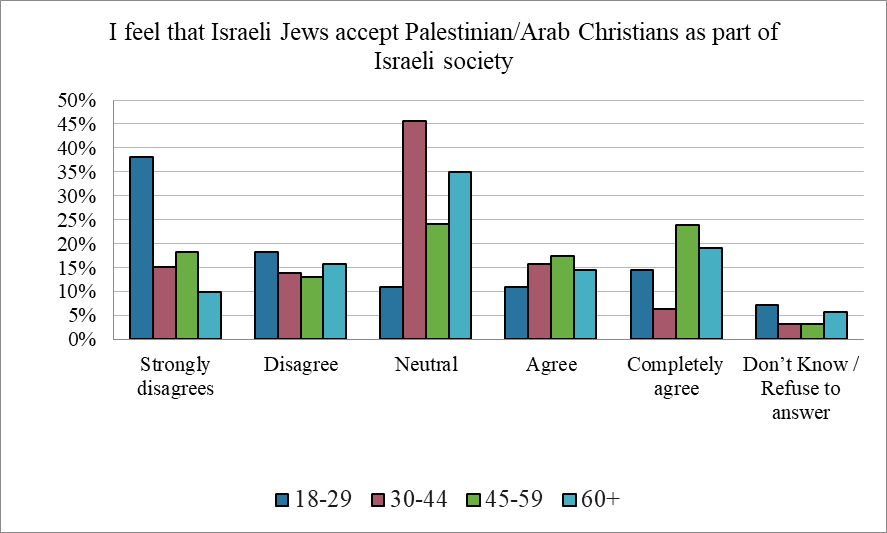 I feel that Israeli Jews accept Palestinian/Arab Christians as part of
Israeli society
50%
45%
40%
35%
30%
25%
20%
15%
10%
5%
0%
Strongly
disagrees
Disagree
Neutral
Agree
Completely
agree
Don’t Know /
Refuse to
answer
18-29 30-44 45-59 60+